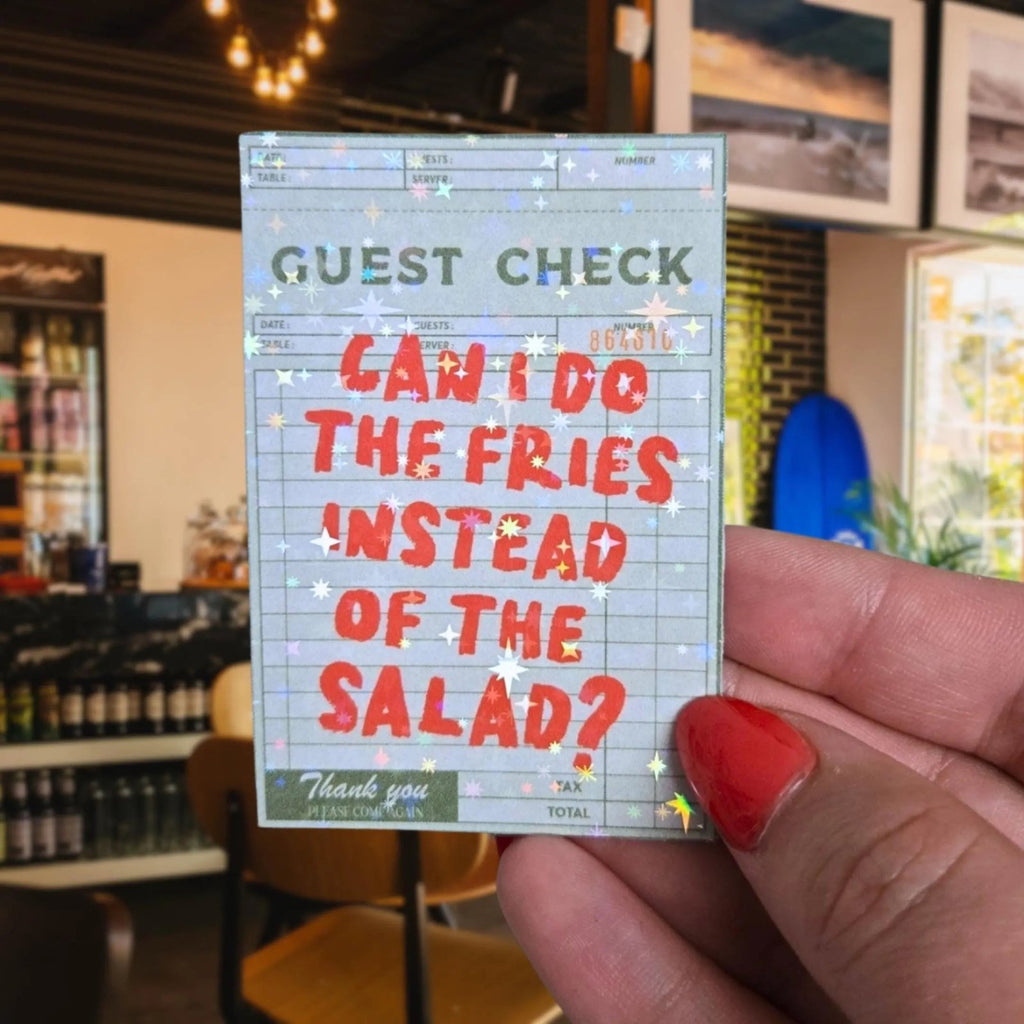 DATE: GUESTS: NUMBER
TABLE: SERVER:
GUEST CHECK
DATE: GUESTS: NUMBER
TABLE: SERVER:
CAN I DO
THE FRIES
INSTEAD
OF THE
SALAD?
Thank you
PLEASE COME AGAIN
TAX
TOTAL